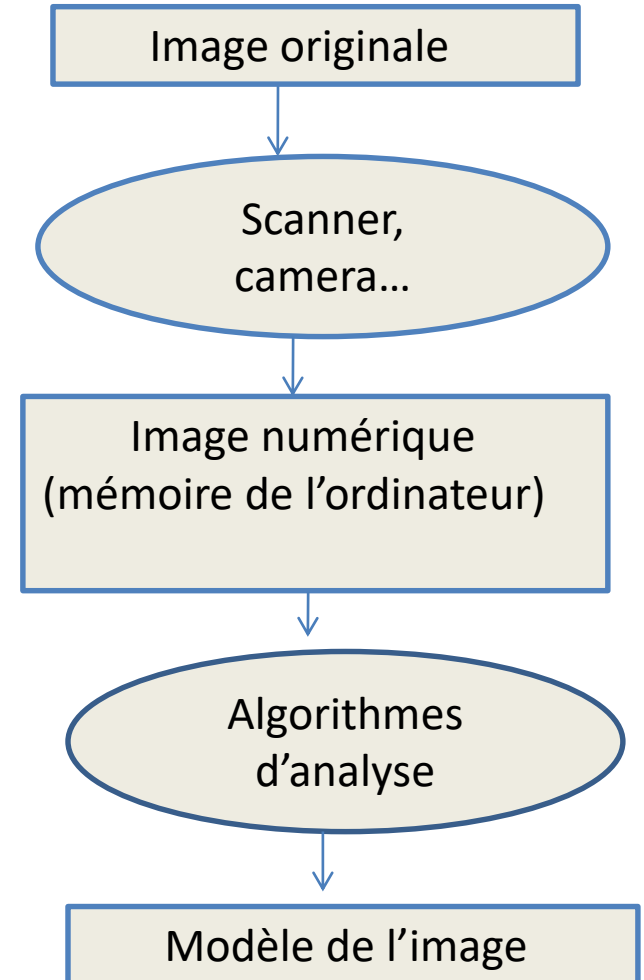 Image originale
Scanner,
camera…
Image numérique
(mémoire de l’ordinateur)
Algorithmes
d’analyse
Modèle de l’image